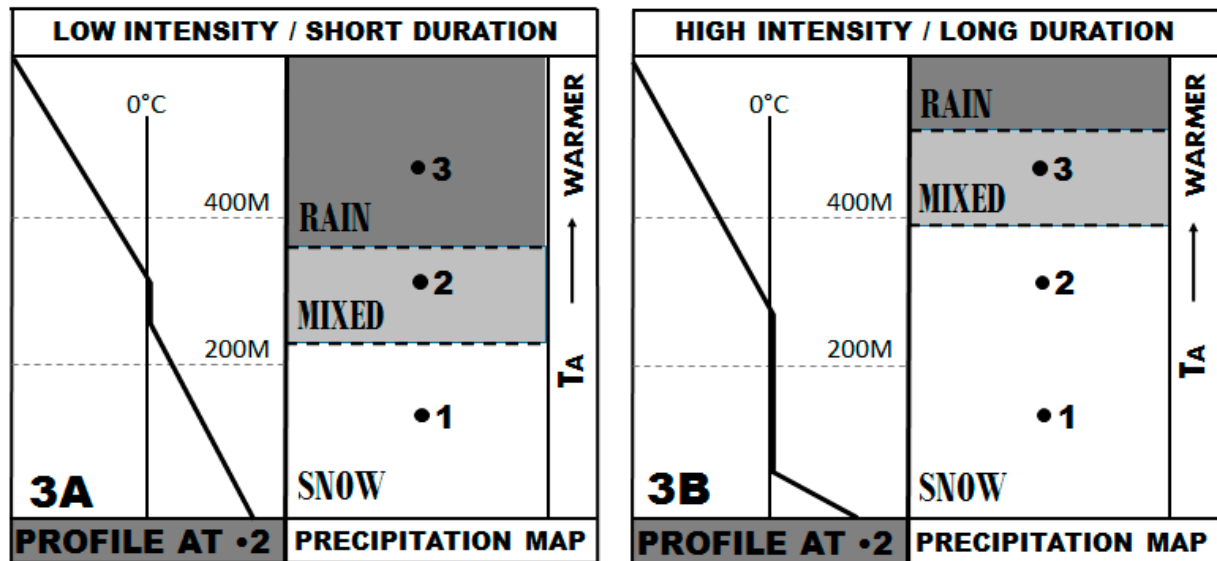 LOW INTENSITY / SHORT DURATION
0°C
400M
200M
3A
PROFILE AT •2
3
RAIN
2
MIXED
1
SNOW
PRECIPITATION MAP
WARMER
TA
HIGH INTENSITY / LONG DURATION
0°C
400M
200M
3B
PROFILE AT •2
RAIN
3
MIXED
2
1
SNOW
PRECIPITATION MAP
WARMER
TA